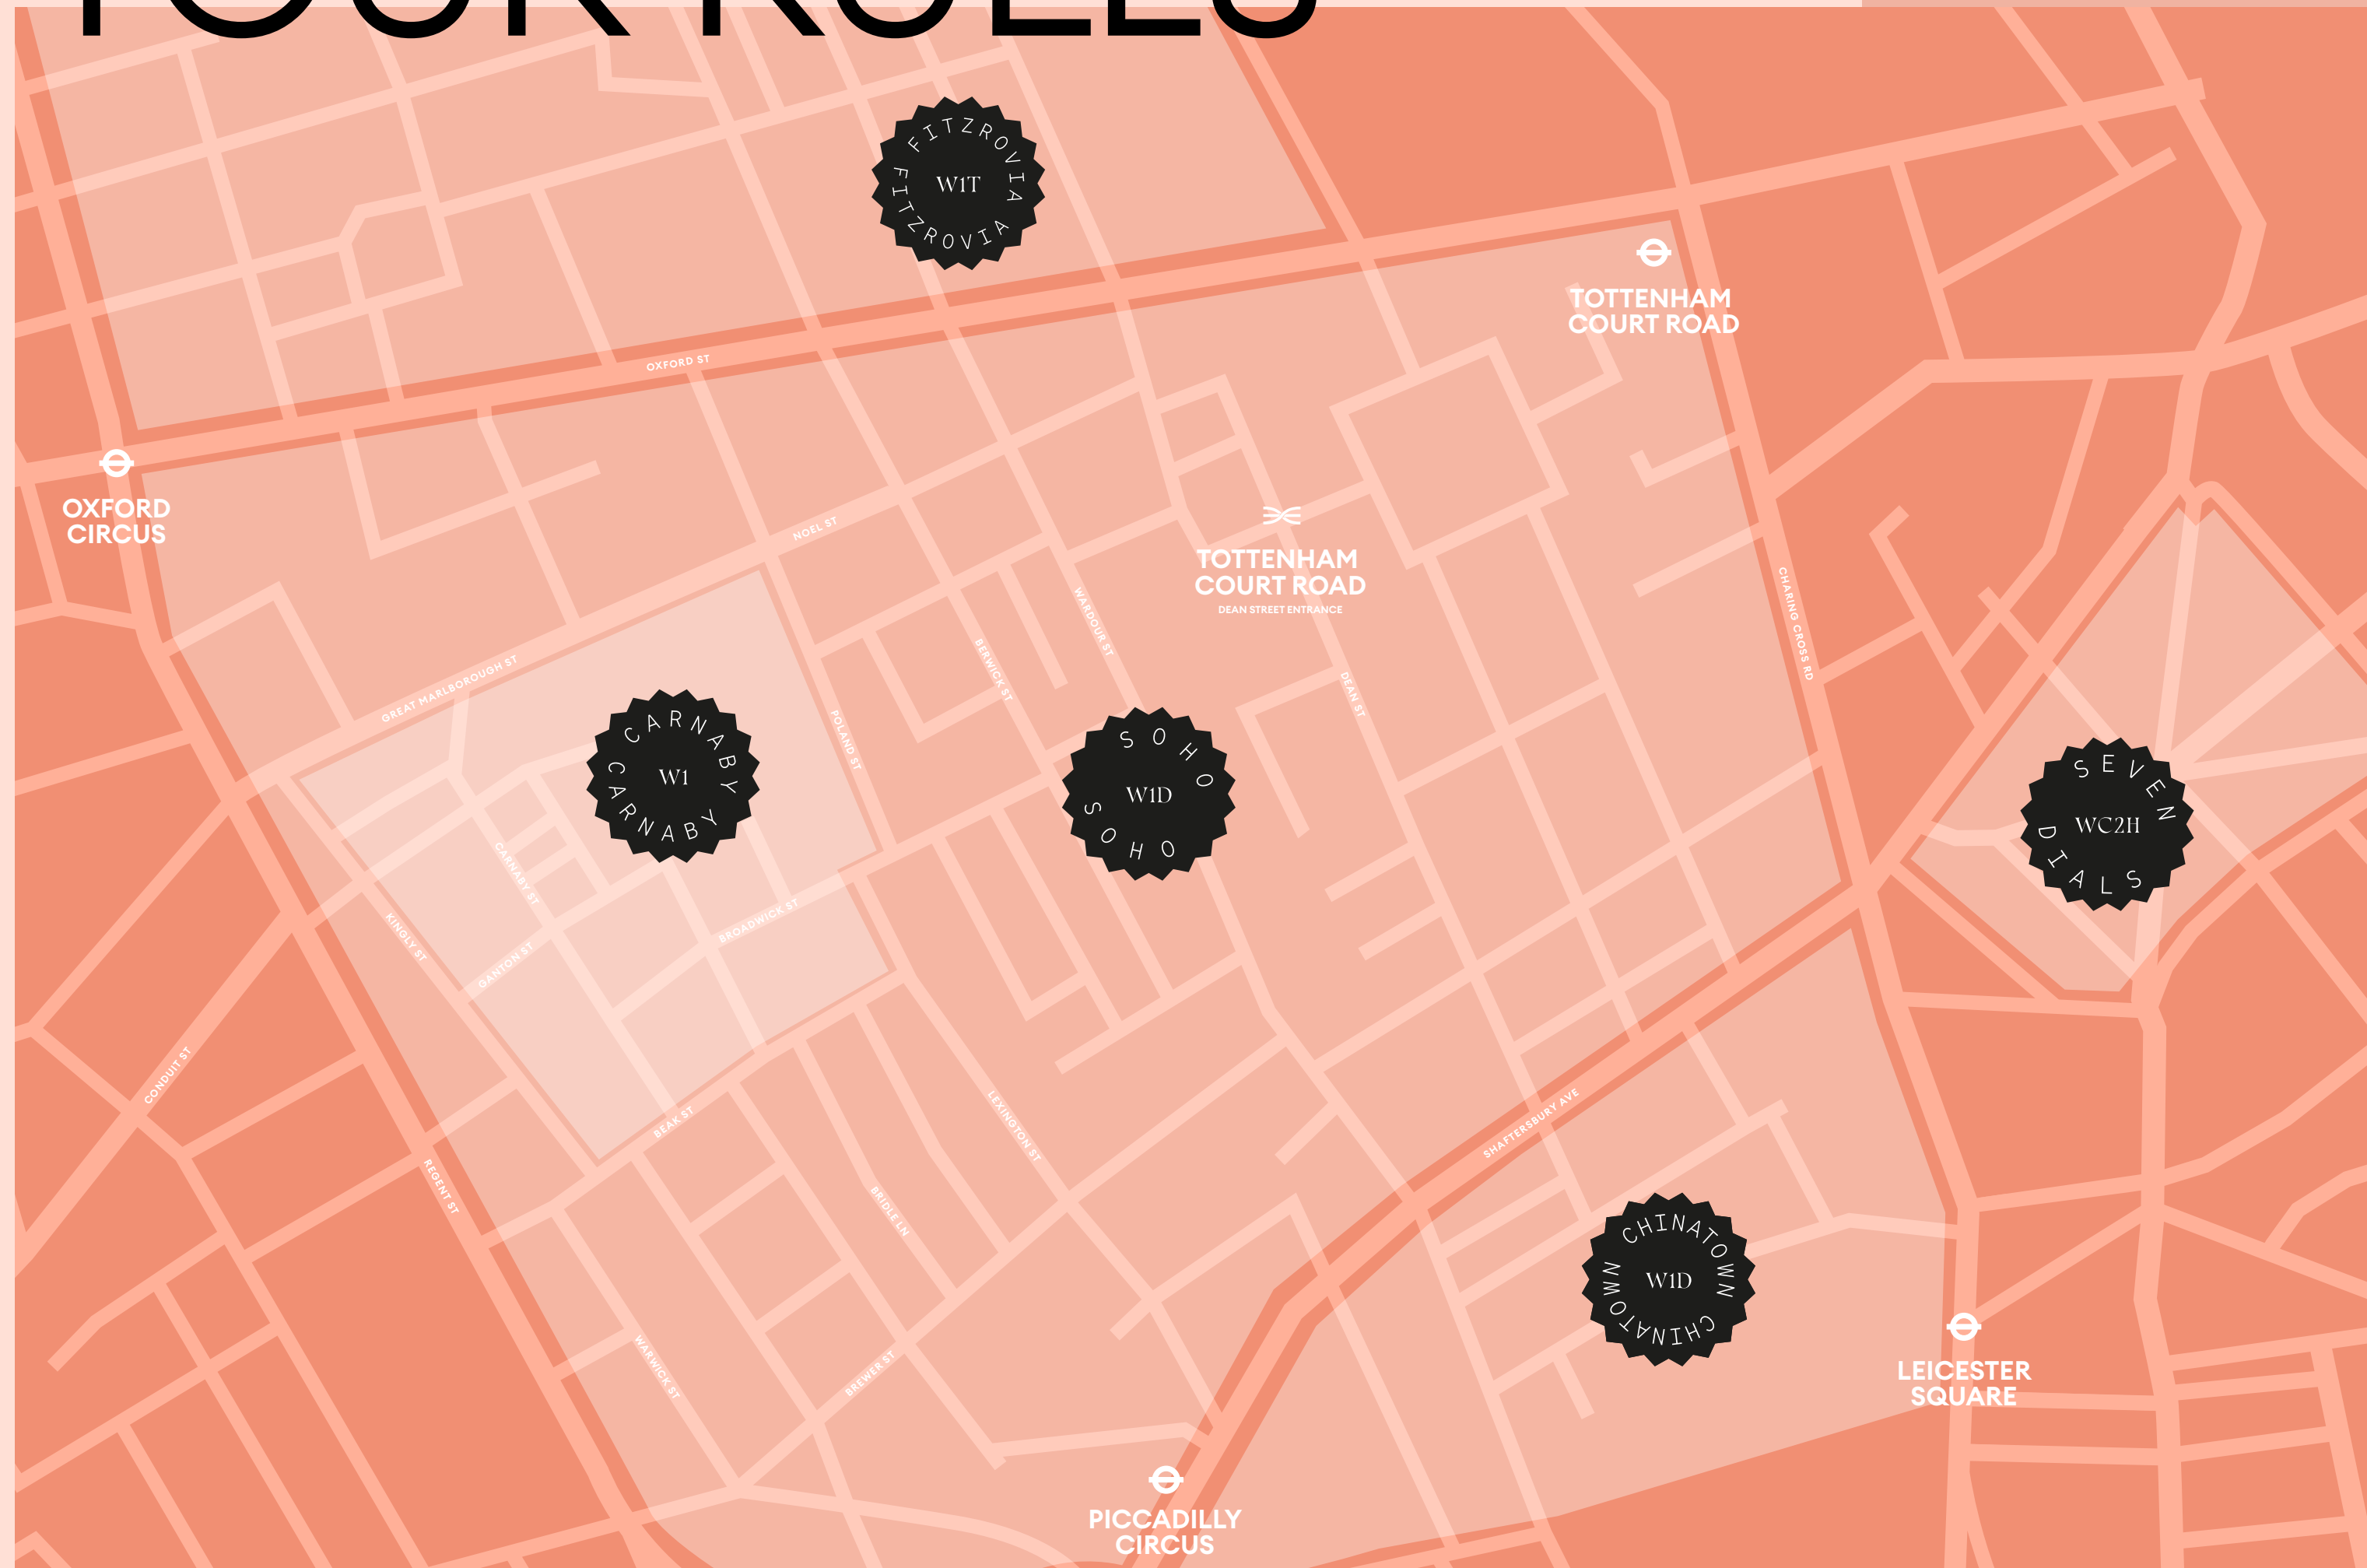 YOUR RULES
FITZROVIA
W1T
FITZROVIA
TOTTENHAM
COURT ROAD
OXFORD ST
OXFORD
CIRCUS
NOEL ST
TOTTENHAM
COURT ROAD
DEAN STREET ENTRANCE
CHARING CROSS RD
WARDOUR ST
BERWICK ST
DEAN ST
GREAT MARLBOROUGH ST
POLAND ST
CARNABY
W1
CARNABY
SOHO
W1D
SOHO
SEVEN
WC2H
DIALS
CARNABY ST
KINGLY ST
GANTON ST
BROADWICK ST
CONDUIT ST
BEAK ST
LEXINGTON ST
SHAFTERSBURY AVE
REGENT ST
BRIDLE LN
CHINATOWN
W1D
CHINATOWN
WARWICK ST
BREWER ST
LEICESTER
SQUARE
PICCADILLY
CIRCUS